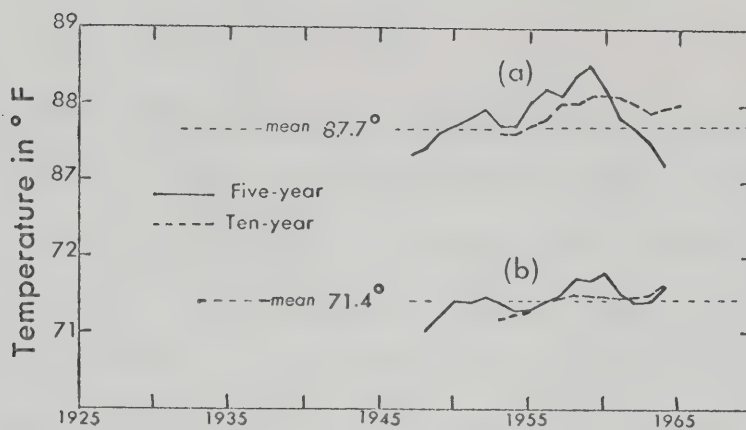 Temperature in ° F
89
88
87
72
71
(a)
mean 87.7°
Five-year
Ten-year
(b)
mean 71.4°
1925 1935 1945 1955 1965